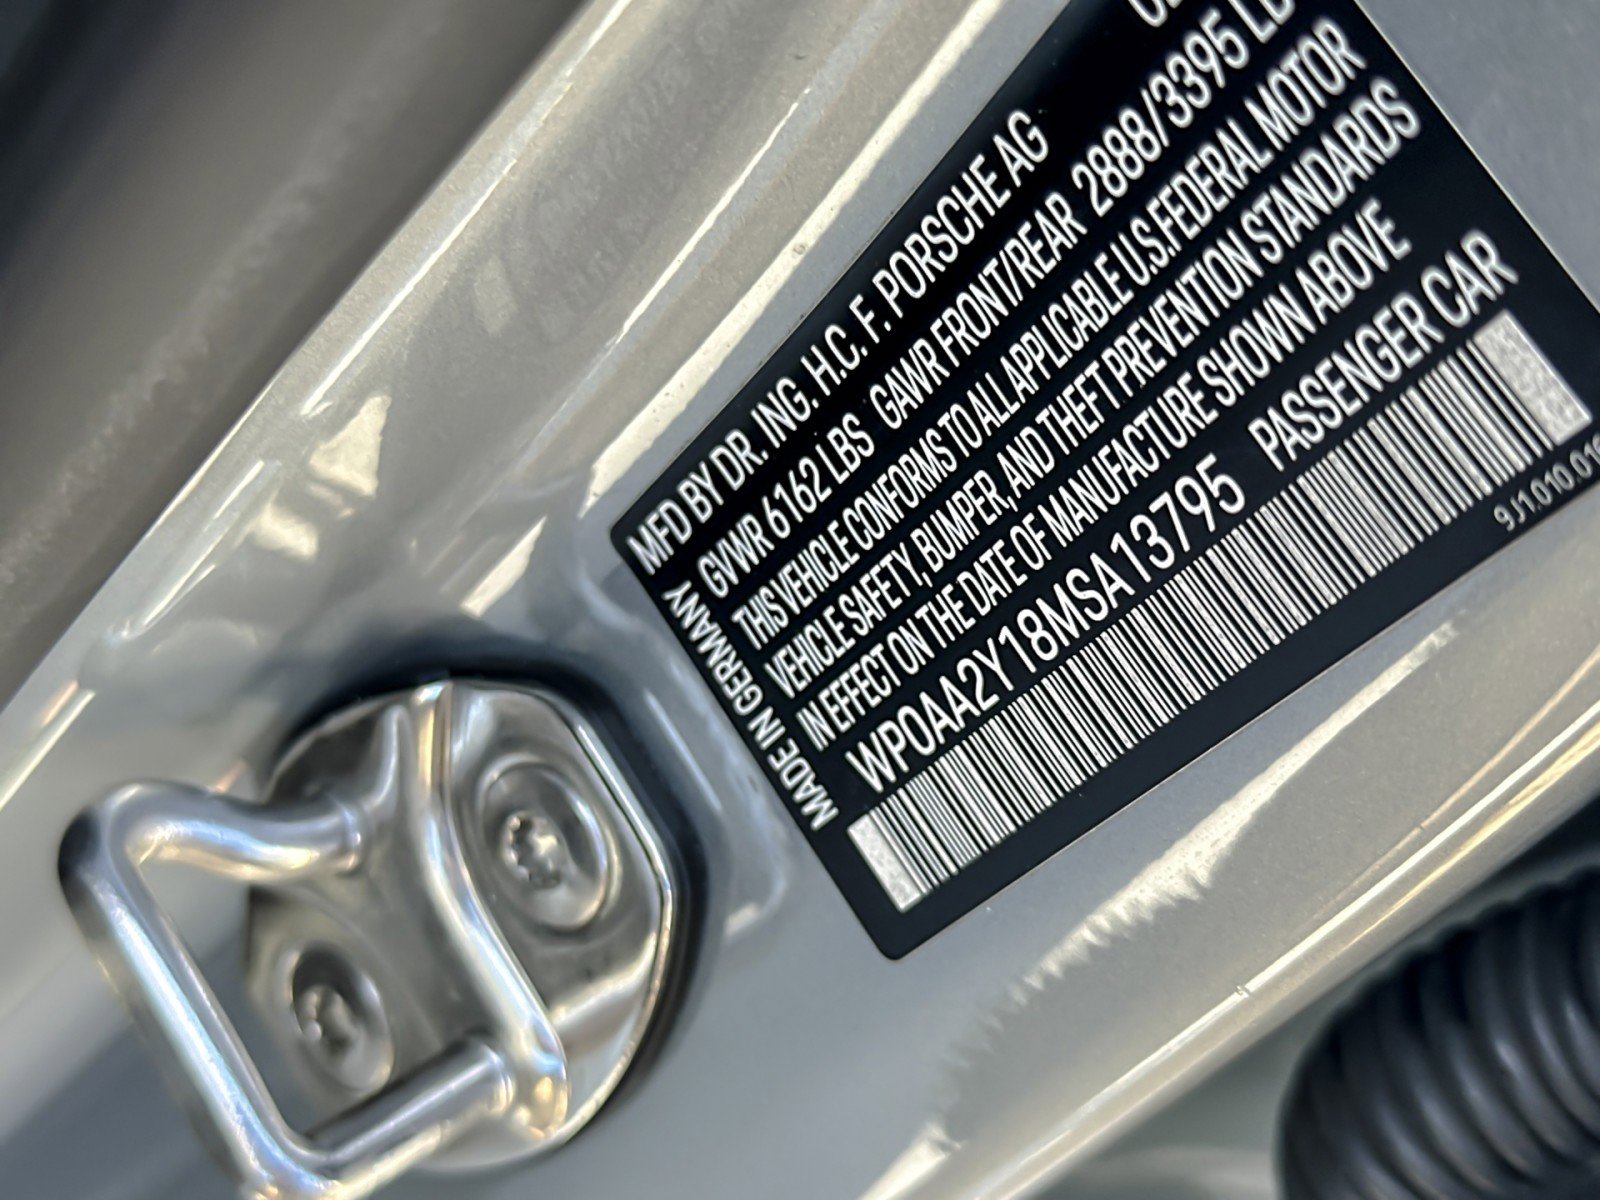 MFD BY DR. ING. H.C. F. PORSCHE AG
GVWR 6162 LBS GAWR FRONT/REAR 2888/3395
THIS VEHICLE CONFORMS TO ALL APPLICABLE U.S.FEDERAL MOTOR
VEHICLE SAFETY, BUMPER, AND THEFT PREVENTION STANDARDS
IN EFFECT ON THE DATE OF MANUFACTURE SHOWN ABOVE
WP0AA2Y18MSA13795 PASSENGER CAR
MADE IN GERMANY